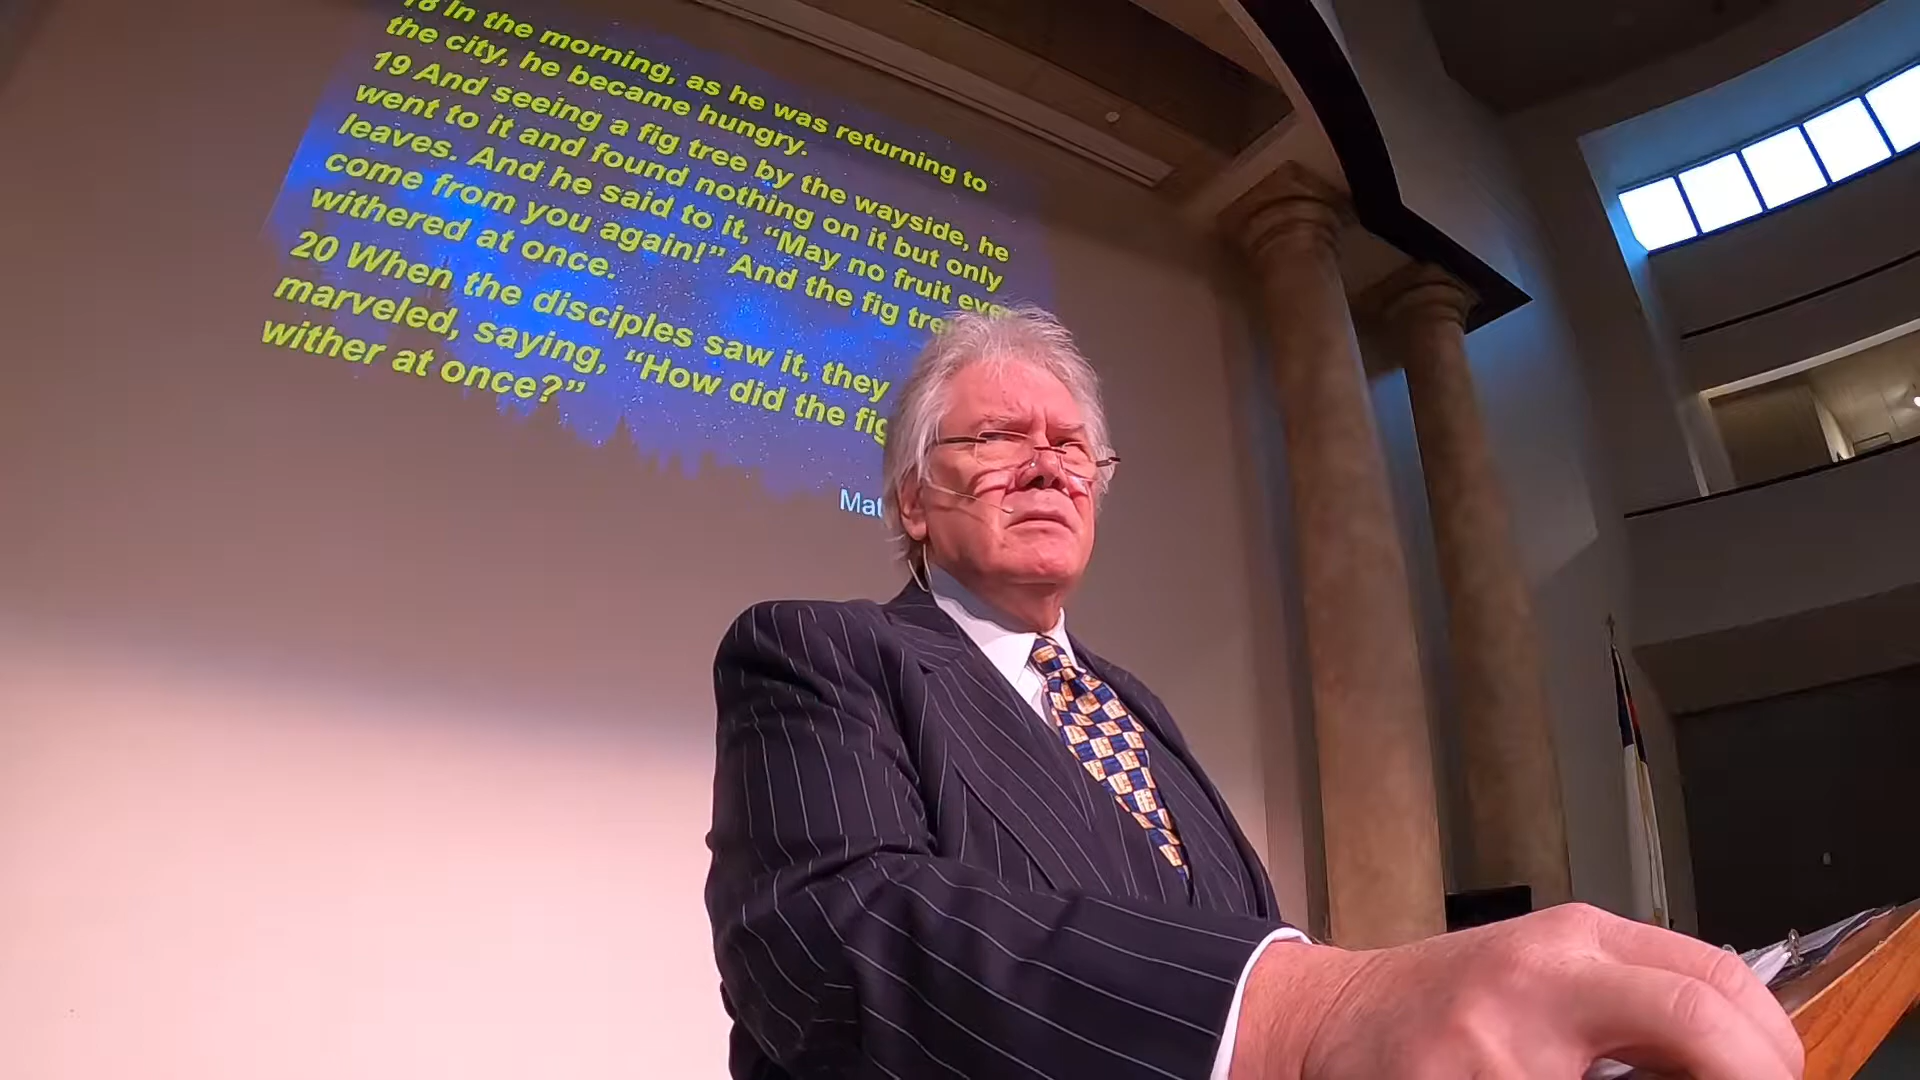 18 In the morning, as he was returning to
the city, he became hungry.
19 And seeing a fig tree by the wayside, he
went to it and found nothing on it but only
leaves. And he said to it, “May no fruit eve
come from you again!” And the fig tre
withered at once.
20 When the disciples saw it, they
marveled, saying, “How did the fig
wither at once?”
Mat